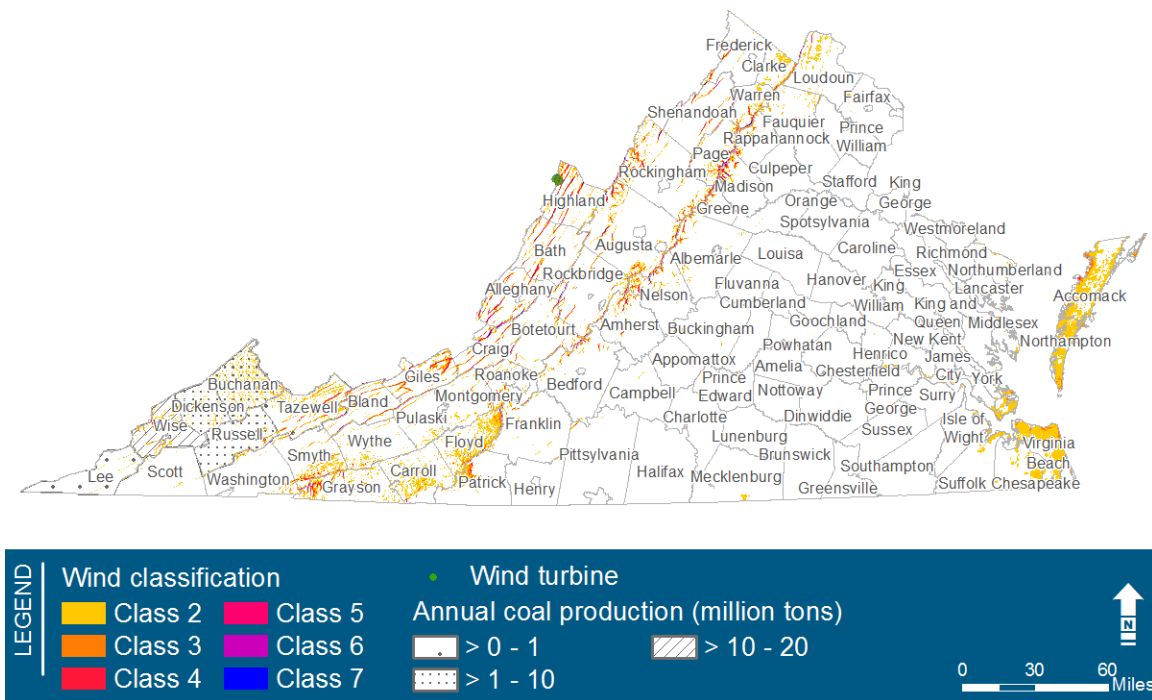 Frederick
Clarke
Loudoun
Warren
Fairfax
Shenandoah
Fauquier
Rappahannock
Prince
William
Page
Culpeper
Rockingham
Madison
Stafford
King
George
Highland
Greene
Orange
Spotsylvania
Westmoreland
Bath
Augusta
Albemarle
Louisa
Caroline
Richmond
Rockbridge
Essex
Northumberland
Alleghany
Nelson
Fluvanna
Hanover
King
William
Lancaster
Accomack
Cumberland
King and
Queen
Botetourt
Amherst
Buckingham
Goochland
Middlesex
Northampton
Craig
Powhatan
New Kent
Henrico
James
City
Appomattox
Amelia
Chesterfield
York
Giles
Roanoke
Bedford
Campbell
Prince
Edward
Nottoway
Prince
George
Surry
Buchanan
Dickenson
Tazewell
Bland
Montgomery
Pulaski
Charlotte
Dinwiddie
Sussex
Isle of
Wight
Wise
Russell
Wythe
Floyd
Franklin
Lunenburg
Virginia
Beach
Smyth
Pittsylvania
Brunswick
Lee
Scott
Washington
Grayson
Carroll
Patrick
Henry
Halifax
Mecklenburg
Southampton
Greensville
Suffolk
Chesapeake
LEGEND
Wind classification
Class 2
Class 3
Class 4
Class 5
Class 6
Class 7
Wind turbine
Annual coal production (million tons)
> 0 - 1
> 1 - 10
> 10 - 20
N
0 30 60
Miles